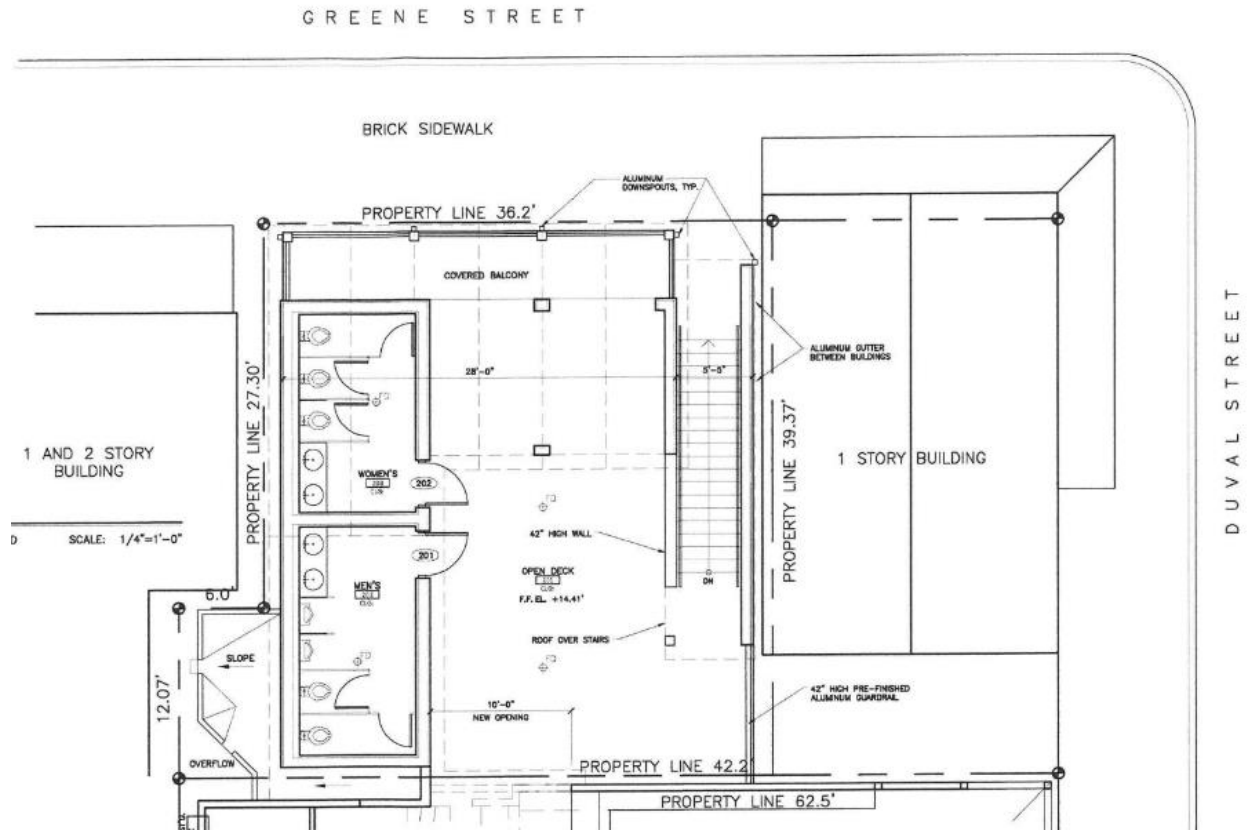 GREENE STREET
BRICK SIDEWALK
ALUMINUM
DOWNSPOUTS, TYP.
PROPERTY LINE 36.2'
COVERED BALCONY
DUVAL STREET
ALUMINUM GUTTER
BETWEEN BUILDINGS
28'-0"
5'-5"
PROPERTY LINE 27.30'
PROPERTY LINE 39.37'
1 AND 2 STORY
BUILDING
1 STORY BUILDING
WOMEN'S
202
SCALE: 1/4"=1'-0"
42" HIGH WALL
201
OPEN DECK
F.F. EL. +14.41'
DN
MEN'S
6.0'
ROOF OVER STAIRS
SLOPE
12.07'
42" HIGH PRE-FINISHED
ALUMINUM GUARDRAIL
10'-0"
NEW OPENING
OVERFLOW
PROPERTY LINE 42.2'
PROPERTY LINE 62.5'